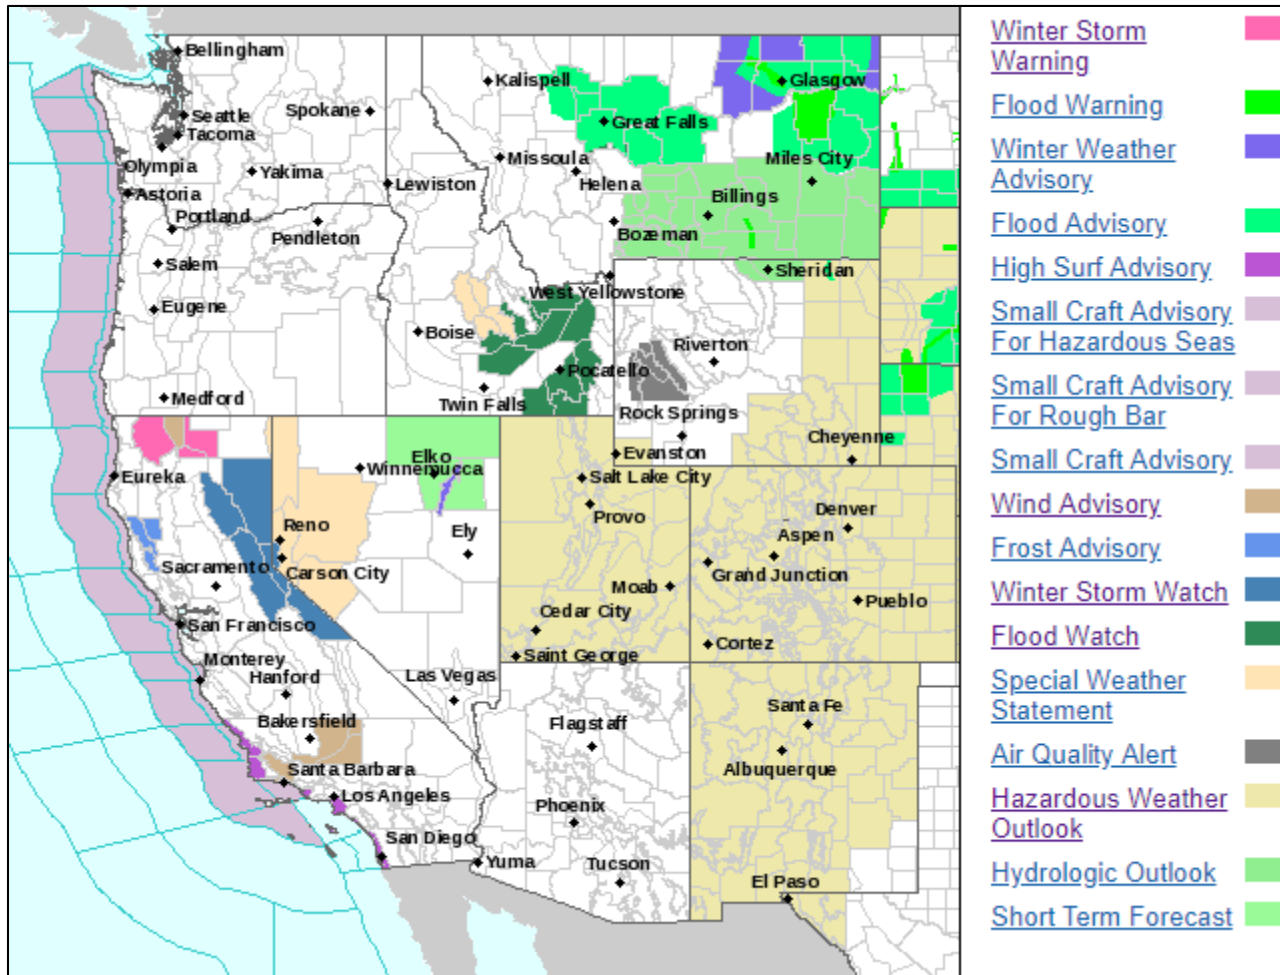 Bellingham
Kalispell
Glasgow
Spokane
Seattle
Great Falls
Tacoma
Olympia
Yakima
Missoula
Miles City
Astoria
Lewiston
Helena
Billings
Portland
Pendleton
Bozeman
Salem
Sheridan
Eugene
West Yellowstone
Boise
Riverton
Pocatello
Medford
Twin Falls
Rock Springs
Cheyenne
Elko
Evanston
Eureka
Winnemucca
Salt Lake City
Provo
Denver
Reno
Ely
Aspen
Sacramento
Carson City
Grand Junction
Moab
Pueblo
Cedar City
San Francisco
Cortez
Monterey
Saint George
Hanford
Las Vegas
Santa Fe
Bakersfield
Flagstaff
Santa Barbara
Albuquerque
Los Angeles
Phoenix
San Diego
Yuma
Tucson
El Paso
Winter Storm
Warning
Flood Warning
Winter Weather
Advisory
Flood Advisory
High Surf Advisory
Small Craft Advisory
For Hazardous Seas
Small Craft Advisory
For Rough Bar
Small Craft Advisory
Wind Advisory
Frost Advisory
Winter Storm Watch
Flood Watch
Special Weather
Statement
Air Quality Alert
Hazardous Weather
Outlook
Hydrologic Outlook
Short Term Forecast